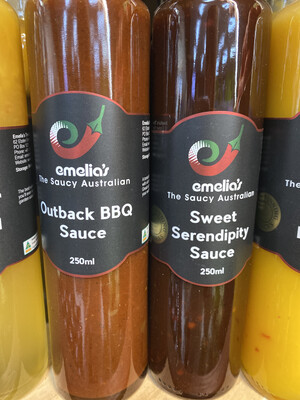 emelia's
The Saucy Australian
Outback BBQ
Sauce
250ml
emelia's
The Saucy Australian
Sweet
Serendipity
Sauce
250ml